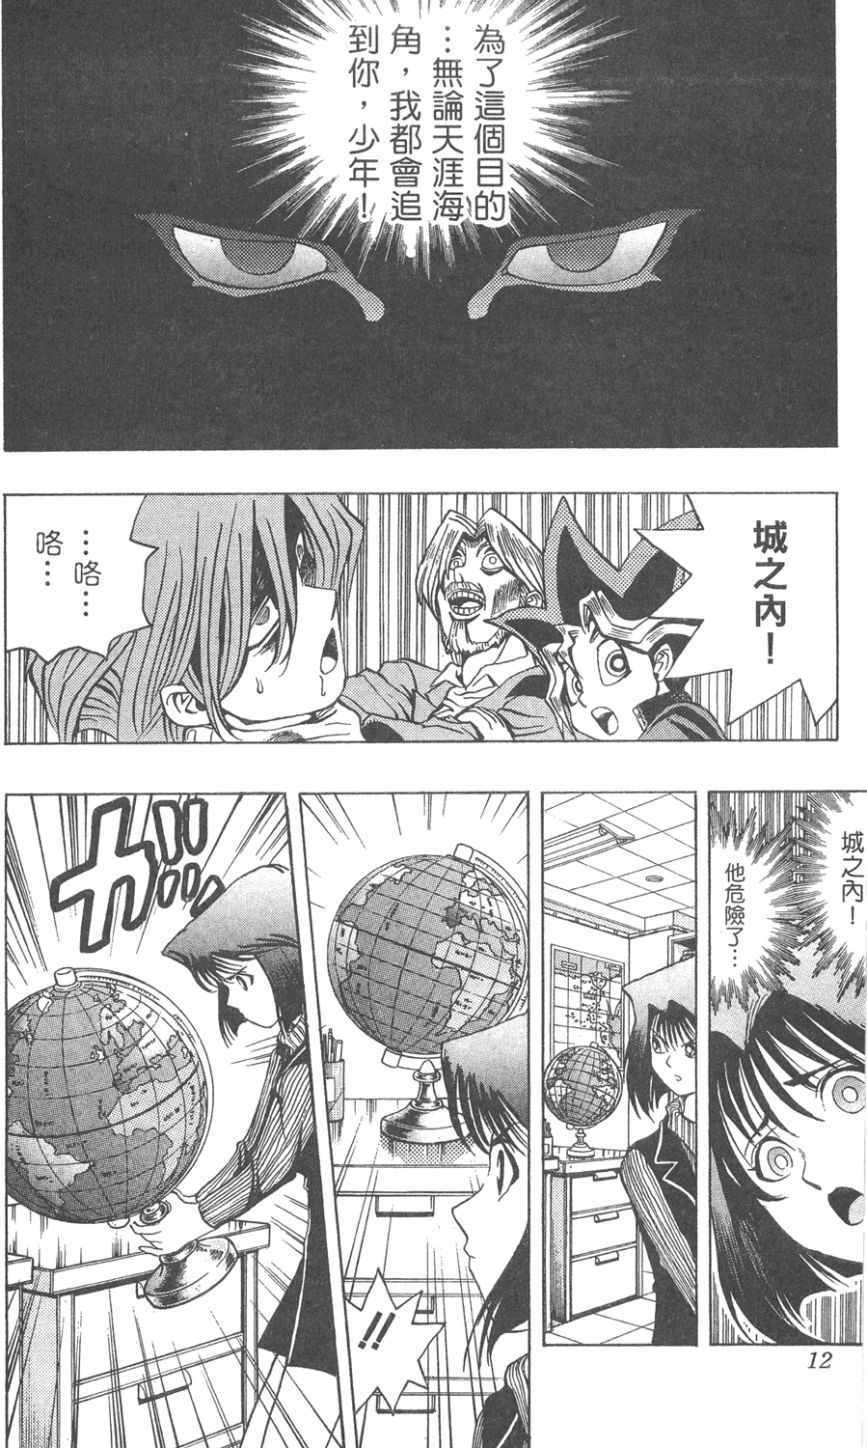 為了這個目的
…無論天涯海
角，我都會追
到你，少年！
城之內！
…咯…
咯…
城之內！
他危險了…
!!
ガ!!
12